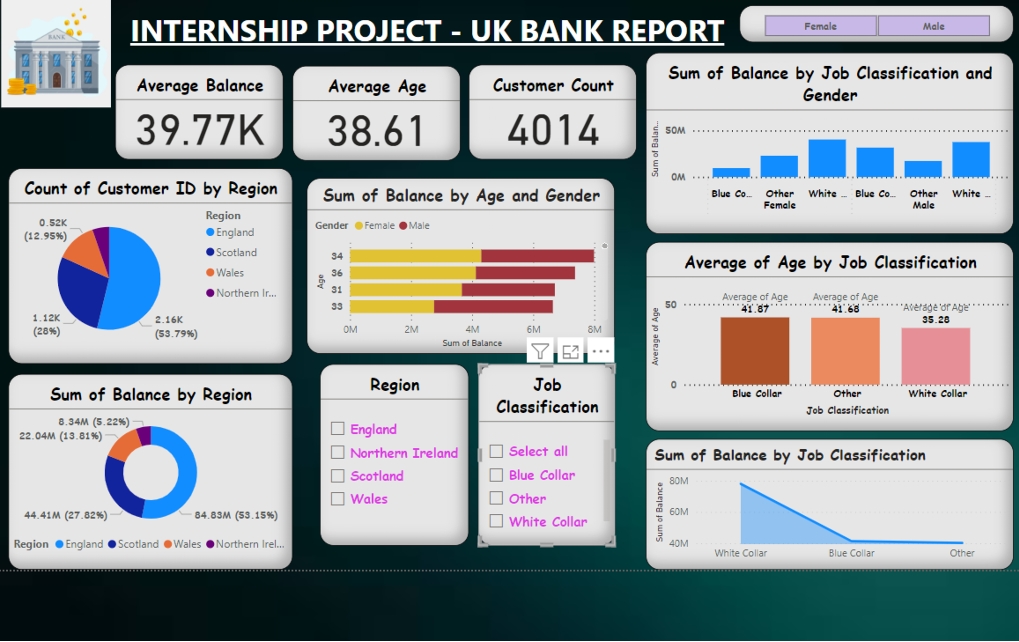 BANK
INTERNSHIP PROJECT - UK BANK REPORT
Female Male
Average Balance
39.77K
Average Age
38.61
Customer Count
4014
Sum of Balance by Job Classification and
Gender
Sum of Balan...
50M
0M
Blue Co... Other White ... Blue Co... Other White ...
Female Male
Count of Customer ID by Region
0.52K
(12.95%)
1.12K
(28%)
2.16K
(53.79%)
Region
England
Scotland
Wales
Northern Ir...
Sum of Balance by Age and Gender
Gender Female Male
Age
34
36
31
33
0M 2M 4M 6M 8M
Sum of Balance
Average of Age by Job Classification
Average of Age
50
0
Average of Age
41.87
Average of Age
41.68
Average of Age
35.28
Blue Collar Other White Collar
Job Classification
Sum of Balance by Region
8.34M (5.22%)
22.04M (13.81%)
44.41M (27.82%)
84.83M (53.15%)
Region England Scotland Wales Northern Irel...
Region
England
Northern Ireland
Scotland
Wales
Job
Classification
Select all
Blue Collar
Other
White Collar
Sum of Balance by Job Classification
Sum of Balance
80M
60M
40M
White Collar Blue Collar Other